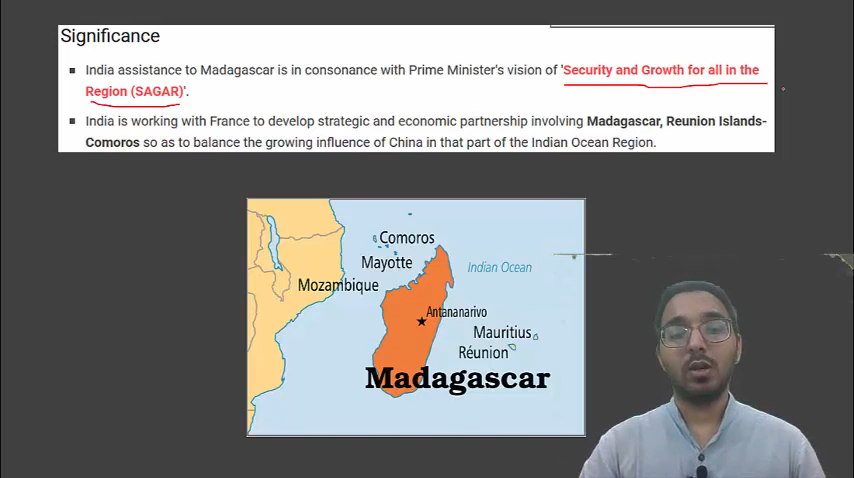 Significance
India assistance to Madagascar is in consonance with Prime Minister's vision of 'Security and Growth for all in the
Region (SAGAR)'.
India is working with France to develop strategic and economic partnership involving Madagascar, Reunion Islands-
Comoros so as to balance the growing influence of China in that part of the Indian Ocean Region.
Comoros
Mayotte
Indian Ocean
Mozambique
Antananarivo
Mauritius
Réunion
Madagascar